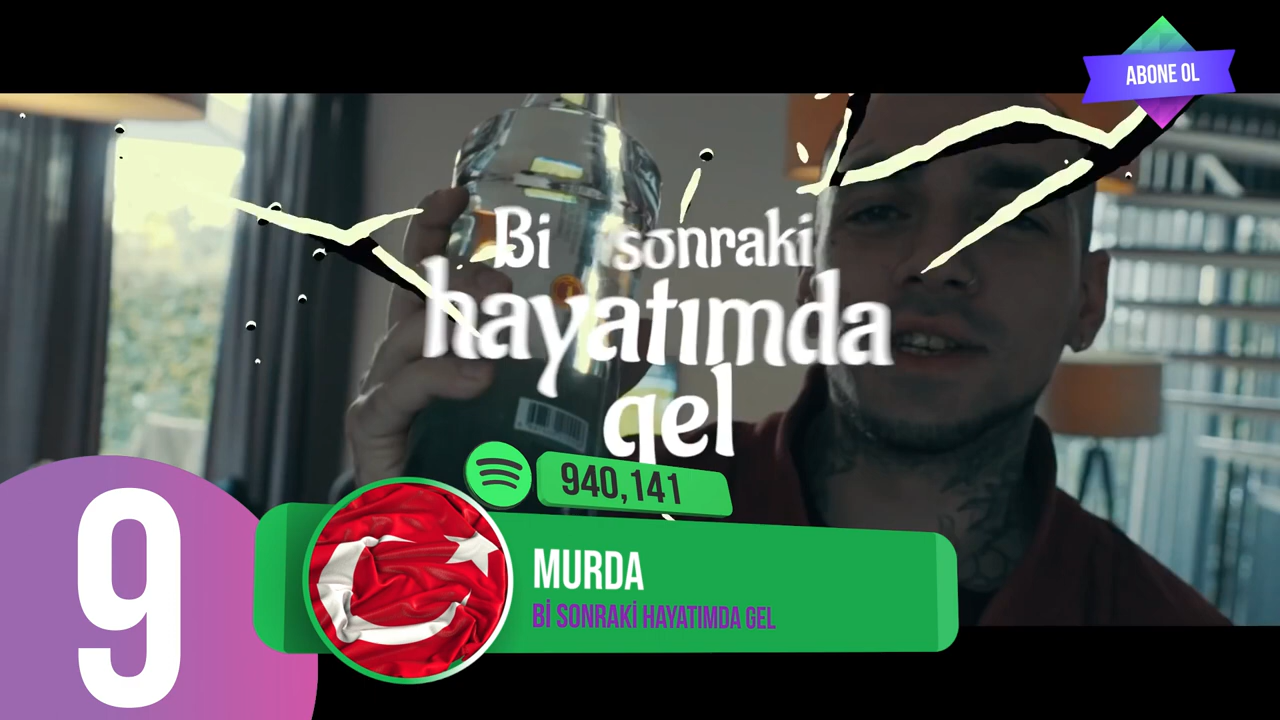 ABONE OL
Bi sonraki
hayatımda
gel
940,141
MURDA
Bİ SONRAKİ HAYATIMDA GEL
9